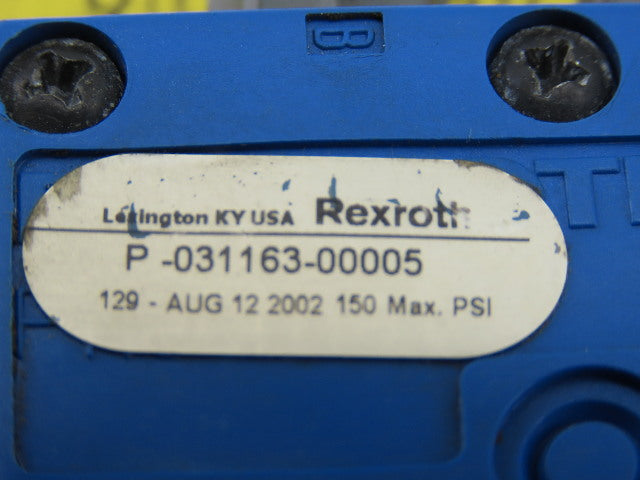 B
Lexington KY USA Rexroth
P -031163-00005
129 - AUG 12 2002 150 Max. PSI